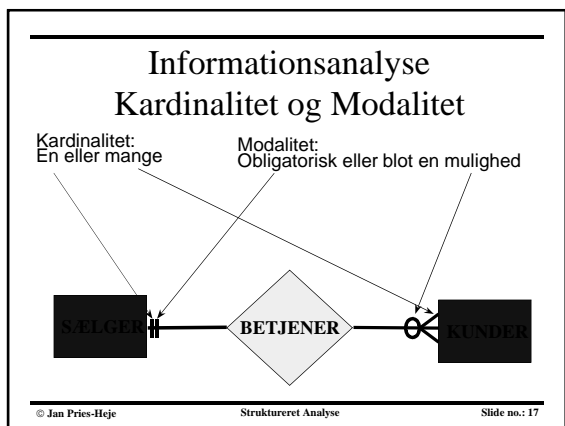 Informationsanalyse
Kardinalitet og Modalitet
Kardinalitet:
En eller mange
Modalitet:
Obligatorisk eller blot en mulighed
SÆLGER
BETJENER
KUNDER
© Jan Pries-Heje Struktureret Analyse Slide no.: 17